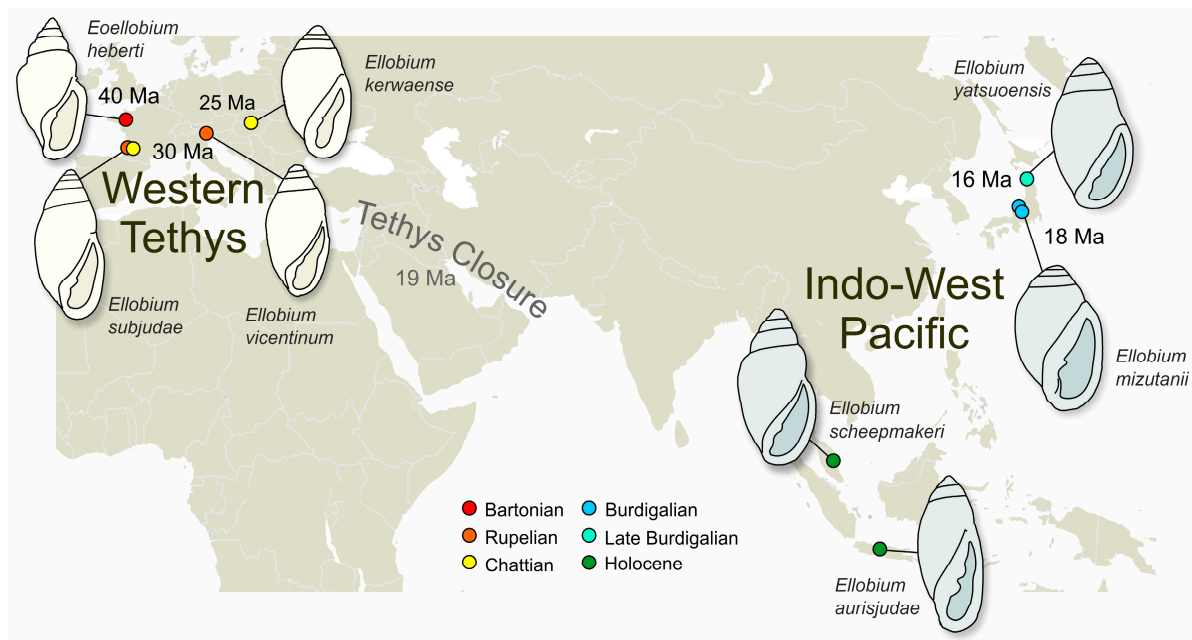 Eoellobium
heberti
40 Ma
25 Ma
Ellobium
kerwaense
30 Ma
Western
Tethys
Ellobium
subjudae
Ellobium
vicentinum
Tethys Closure
19 Ma
Ellobium
yatsuoensis
16 Ma
18 Ma
Indo-West
Pacific
Ellobium
mizutanii
Ellobium
scheepmakeri
Ellobium
aurisjudae
Bartonian
Rupelian
Chattian
Burdigalian
Late Burdigalian
Holocene